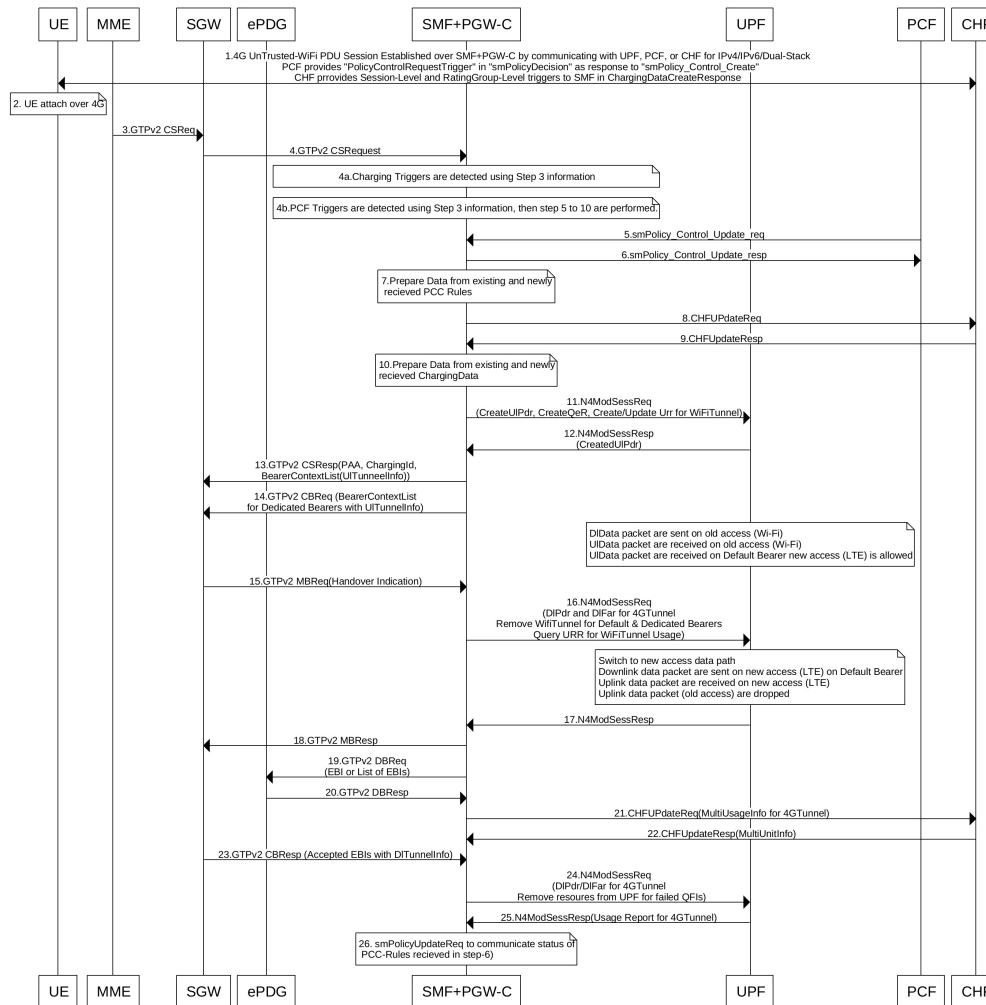 UE MME SGW ePDG SMF+PGW-C UPF PCF CHF
1.4G UnTrusted-WiFi PDU Session Established over SMF+PGW-C by communicating with UPF, PCF, or CHF for IPv4/IPv6/Dual-Stack
PCF provides "PolicyControlRequestTrigger" in "smPolicyDecision" as response to "smPolicy_Control_Create"
CHF provides Session-Level and RatingGroup-Level triggers to SMF in ChargingDataCreateResponse
2. UE attach over 4G
3.GTPv2 CSReq
4.GTPv2 CSRequest
4a.Charging Triggers are detected using Step 3 information
4b.PCF Triggers are detected using Step 3 information, then step 5 to 10 are performed.
5.smPolicy_Control_Update_req
6.smPolicy_Control_Update_resp
7.Prepare Data from existing and newly
recieved PCC Rules
8.CHFUPdateReq
9.CHFUpdateResp
10.Prepare Data from existing and newly
recieved ChargingData
11.N4ModSessReq
(CreateUlPdr, CreateQeR, Create/Update Urr for WiFiTunnel)
12.N4ModSessResp
(CreatedUlPdr)
13.GTPv2 CSResp(PAA, ChargingId,
BearerContextList(UlTunneelInfo))
14.GTPv2 CBReq (BearerContextList
for Dedicated Bearers with UlTunnelInfo)
DlData packet are sent on old access (Wi-Fi)
UlData packet are received on old access (Wi-Fi)
UlData packet are received on Default Bearer new access (LTE) is allowed
15.GTPv2 MBReq(Handover Indication)
16.N4ModSessReq
(DlPdr and DlFar for 4GTunnel
Remove WifiTunnel for Default & Dedicated Bearers
Query URR for WiFiTunnel Usage)
Switch to new access data path
Downlink data packet are sent on new access (LTE) on Default Bearer
Uplink data packet are received on new access (LTE)
Uplink data packet (old access) are dropped
17.N4ModSessResp
18.GTPv2 MBResp
19.GTPv2 DBReq
(EBI or List of EBIs)
20.GTPv2 DBResp
21.CHFUPdateReq(MultiUsageInfo for 4GTunnel)
22.CHFUpdateResp(MultiUnitInfo)
23.GTPv2 CBResp (Accepted EBIs with DlTunnelInfo)
24.N4ModSessReq
(DlPdr/DlFar for 4GTunnel
Remove resoures from UPF for failed QFIs)
25.N4ModSessResp(Usage Report for 4GTunnel)
26. smPolicyUpdateReq to communicate status of
PCC-Rules recieved in step-6)
UE MME SGW ePDG SMF+PGW-C UPF PCF CHF